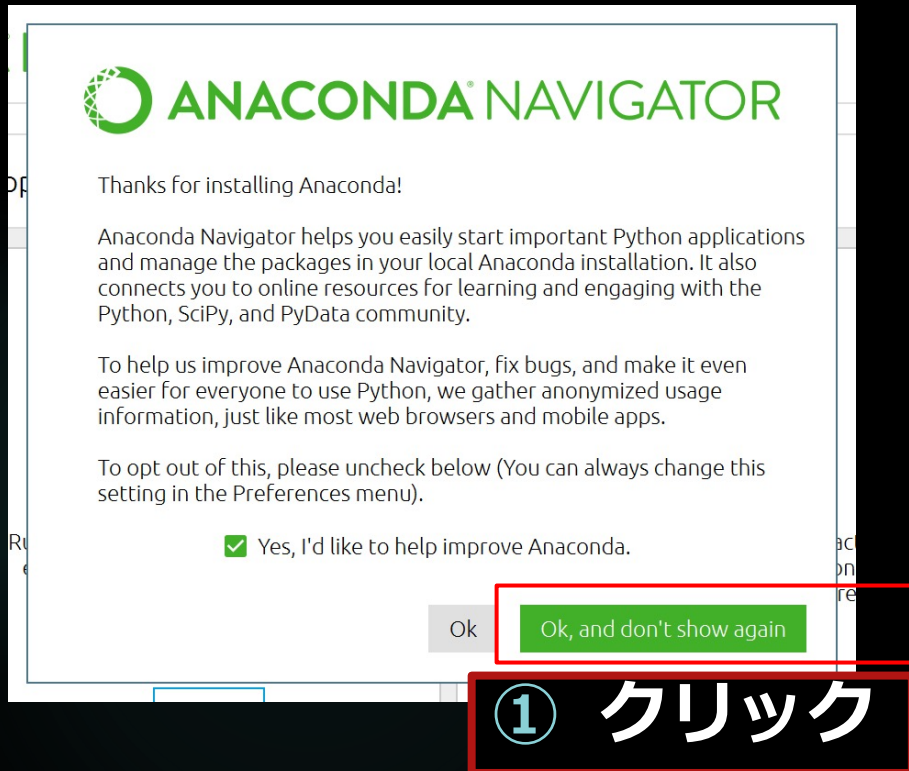 ANACONDA® NAVIGATOR
Thanks for installing Anaconda!
Anaconda Navigator helps you easily start important Python applications
and manage the packages in your local Anaconda installation. It also
connects you to online resources for learning and engaging with the
Python, SciPy, and PyData community.
To help us improve Anaconda Navigator, fix bugs, and make it even
easier for everyone to use Python, we gather anonymized usage
information, just like most web browsers and mobile apps.
To opt out of this, please uncheck below (You can always change this
setting in the Preferences menu).
Yes, I'd like to help improve Anaconda.
Ok
Ok, and don't show again
① クリック